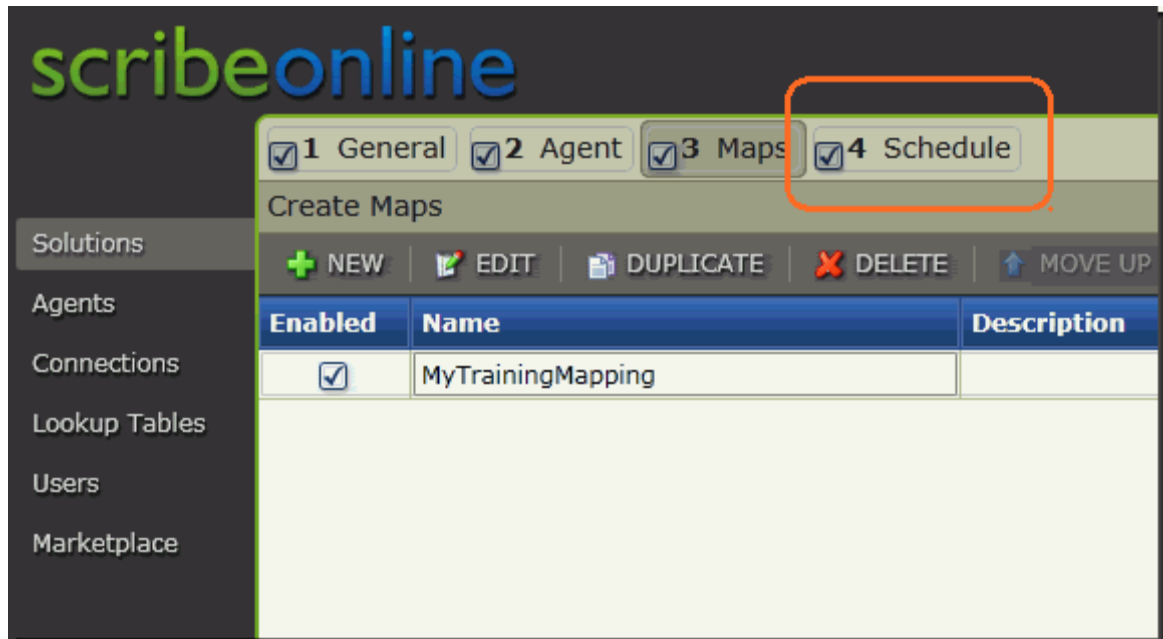 scribeonline
1 General 2 Agent 3 Maps 4 Schedule
Create Maps
Solutions
NEW EDIT DUPLICATE DELETE MOVE UP
Agents
Enabled Name Description
Connections
MyTrainingMapping
Lookup Tables
Users
Marketplace